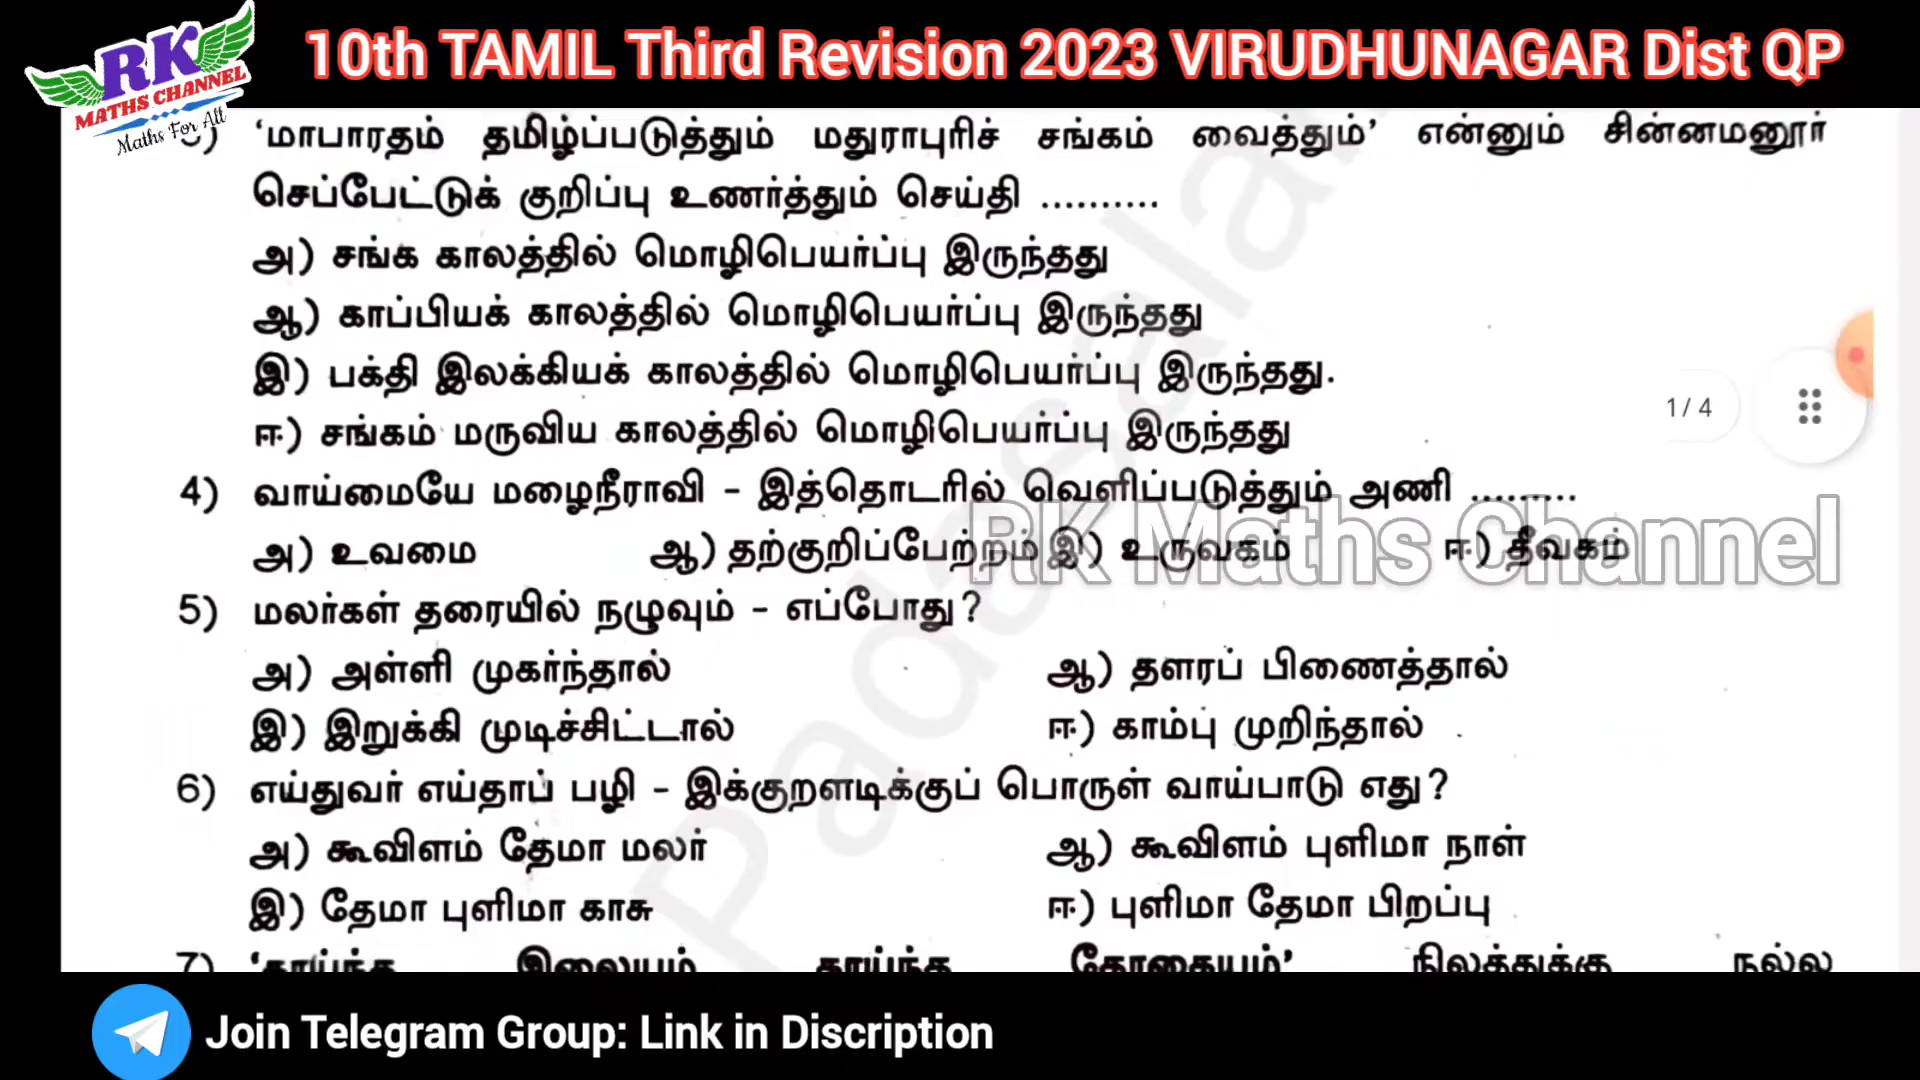 RK
MATHS CHANNEL
Maths For All
10th TAMIL Third Revision 2023 VIRUDHUNAGAR Dist QP
‘மாபாரதம் தமிழ்ப்படுத்தும் மதுராபுரிச் சங்கம் வைத்தும்’ என்னும் சின்னமனூர்
செப்பேட்டுக் குறிப்பு உணர்த்தும் செய்தி ..........
அ) சங்க காலத்தில் மொழிபெயர்ப்பு இருந்தது
ஆ) காப்பியக் காலத்தில் மொழிபெயர்ப்பு இருந்தது
இ) பக்தி இலக்கியக் காலத்தில் மொழிபெயர்ப்பு இருந்தது.
ஈ) சங்கம் மருவிய காலத்தில் மொழிபெயர்ப்பு இருந்தது
1/4
4) வாய்மையே மழைநீராவி - இத்தொடரில் வெளிப்படுத்தும் அணி .........
அ) உவமை ஆ) தற்குறிப்பேற்றம் இ) உருவகம் ஈ) தீவகம்
RK Maths Channel
5) மலர்கள் தரையில் நழுவும் - எப்போது?
அ) அள்ளி முகர்ந்தால் ஆ) தளரப் பிணைத்தால்
இ) இறுக்கி முடிச்சிட்டால் ஈ) காம்பு முறிந்தால்
6) எய்துவர் எய்தாப் பழி - இக்குறளடிக்குப் பொருள் வாய்பாடு எது?
அ) கூவிளம் தேமா மலர் ஆ) கூவிளம் புளிமா நாள்
இ) தேமா புளிமா காசு ஈ) புளிமா தேமா பிறப்பு
7) இலையும் தோகையும்’ நிலத்துக்கு நல்ல
Join Telegram Group: Link in Discription